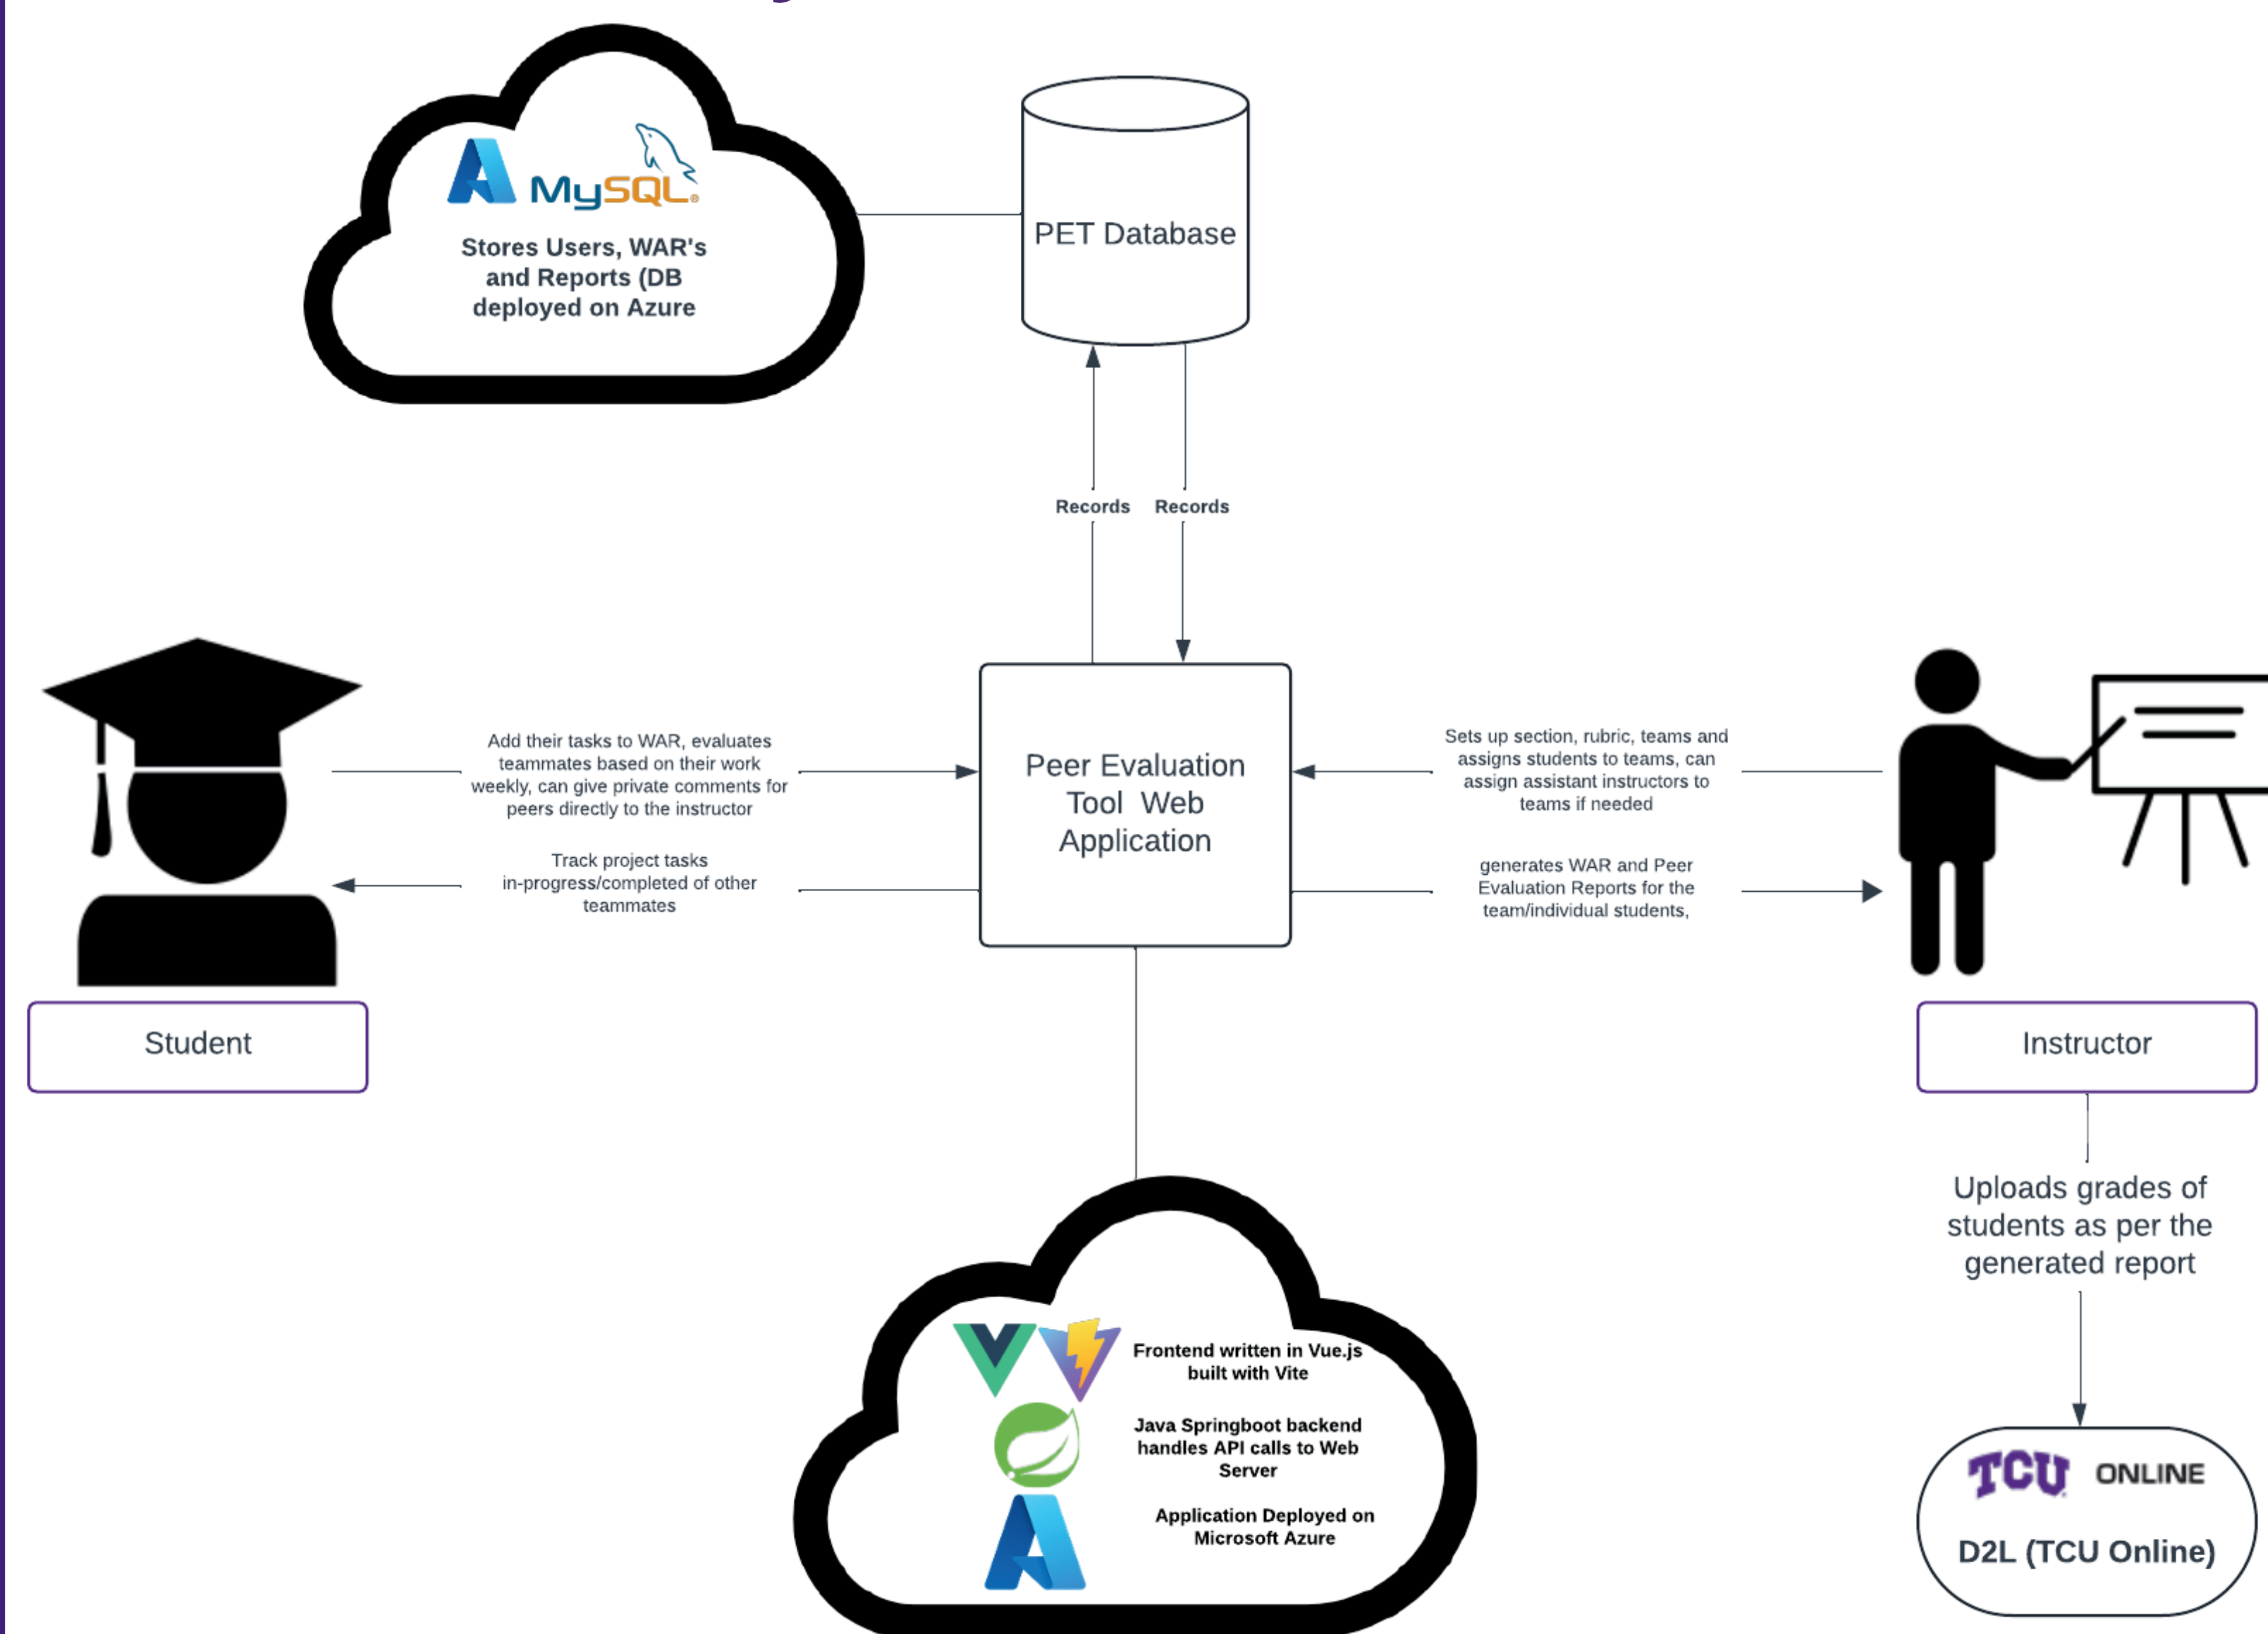 MySQL®
Stores Users, WAR's
and Reports (DB
deployed on Azure
PET Database
Records
Records
Add their tasks to WAR, evaluates
teammates based on their work
weekly, can give private comments for
peers directly to the instructor
Track project tasks
in-progress/completed of other
teammates
Peer Evaluation
Tool Web
Application
Sets up section, rubric, teams and
assigns students to teams, can
assign assistant instructors to
teams if needed
generates WAR and Peer
Evaluation Reports for the
team/individual students,
Student
Instructor
Uploads grades of
students as per the
generated report
Frontend written in Vue.js
built with Vite
Java Springboot backend
handles API calls to Web
Server
Application Deployed on
Microsoft Azure
TCU ONLINE
D2L (TCU Online)